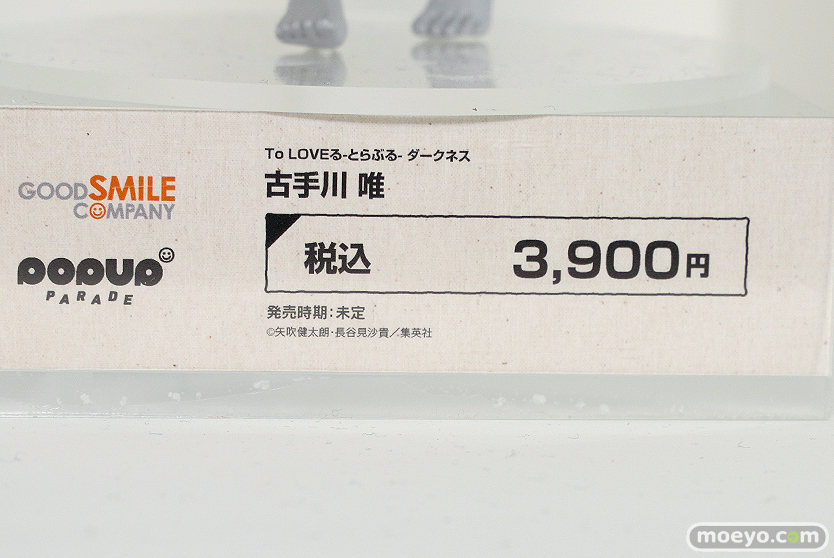 To LOVEる-とらぶる- ダークネス
古手川 唯
GOOD SMILE
COMPANY
税込 3,900円
POPUP
PARADE
発売時期:未定
©矢吹健太朗・長谷見沙貴／集英社
moeyo.com